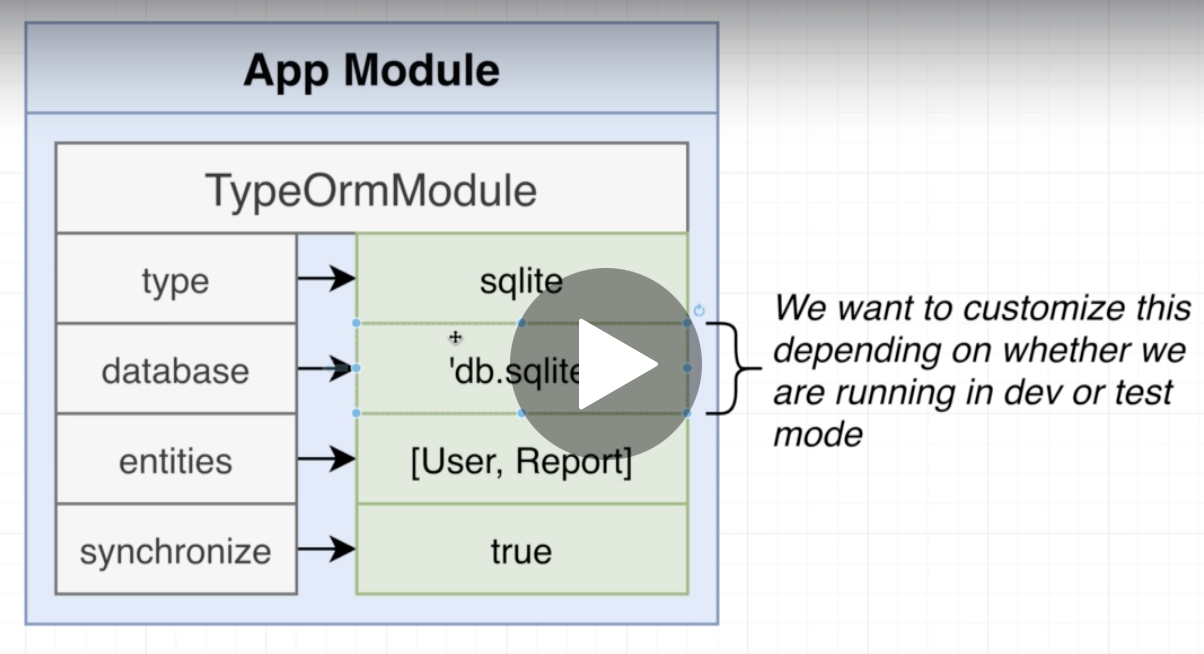 App Module
TypeOrmModule
type
sqlite
database
'db.sqlite
entities
[User, Report]
synchronize
true
We want to customize this
depending on whether we
are running in dev or test
mode